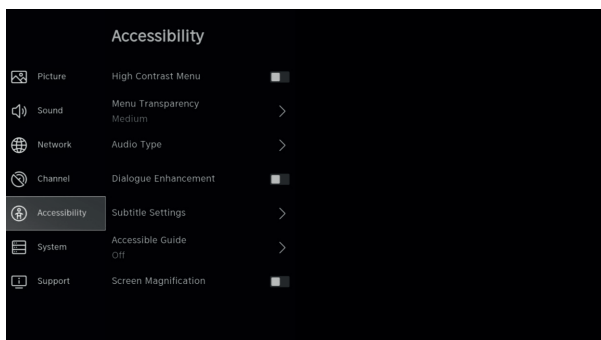 Accessibility
Picture
High Contrast Menu
Sound
Menu Transparency
Medium
Network
Audio Type
Channel
Dialogue Enhancement
Accessibility
Subtitle Settings
System
Accessible Guide
Off
Support
Screen Magnification